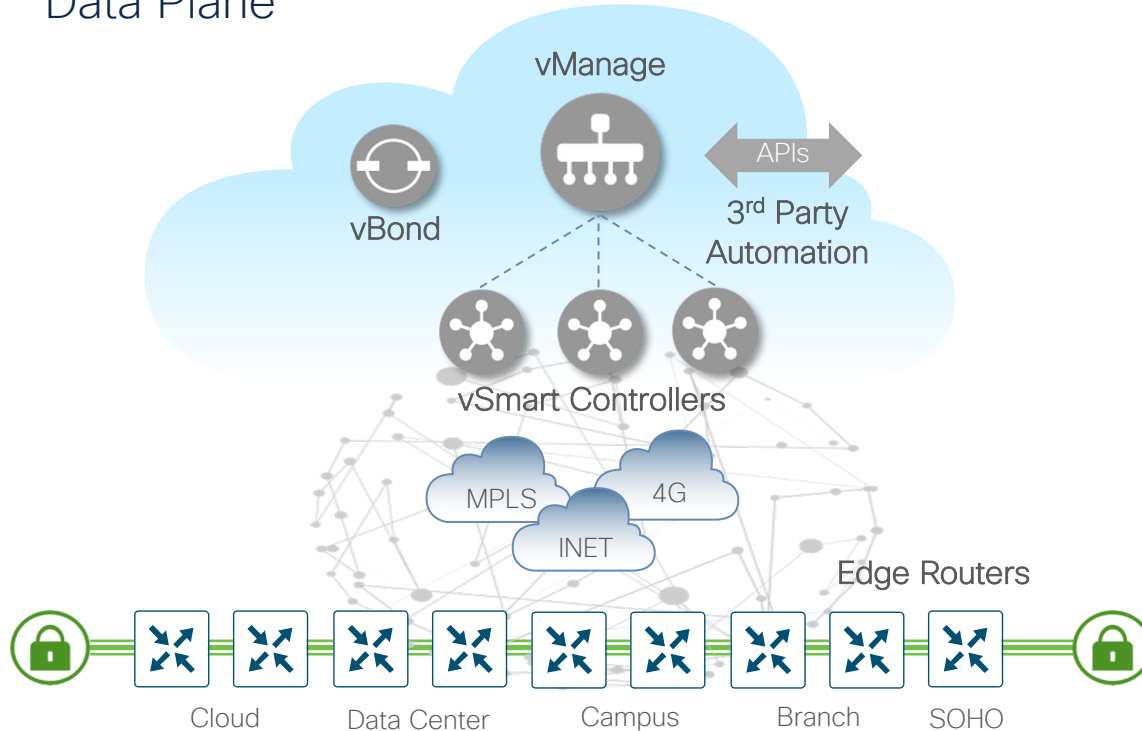 Data Plane
vManage
APIs
vBond
3rd Party
Automation
vSmart Controllers
MPLS
4G
INET
Edge Routers
Cloud
Data Center
Campus
Branch
SOHO